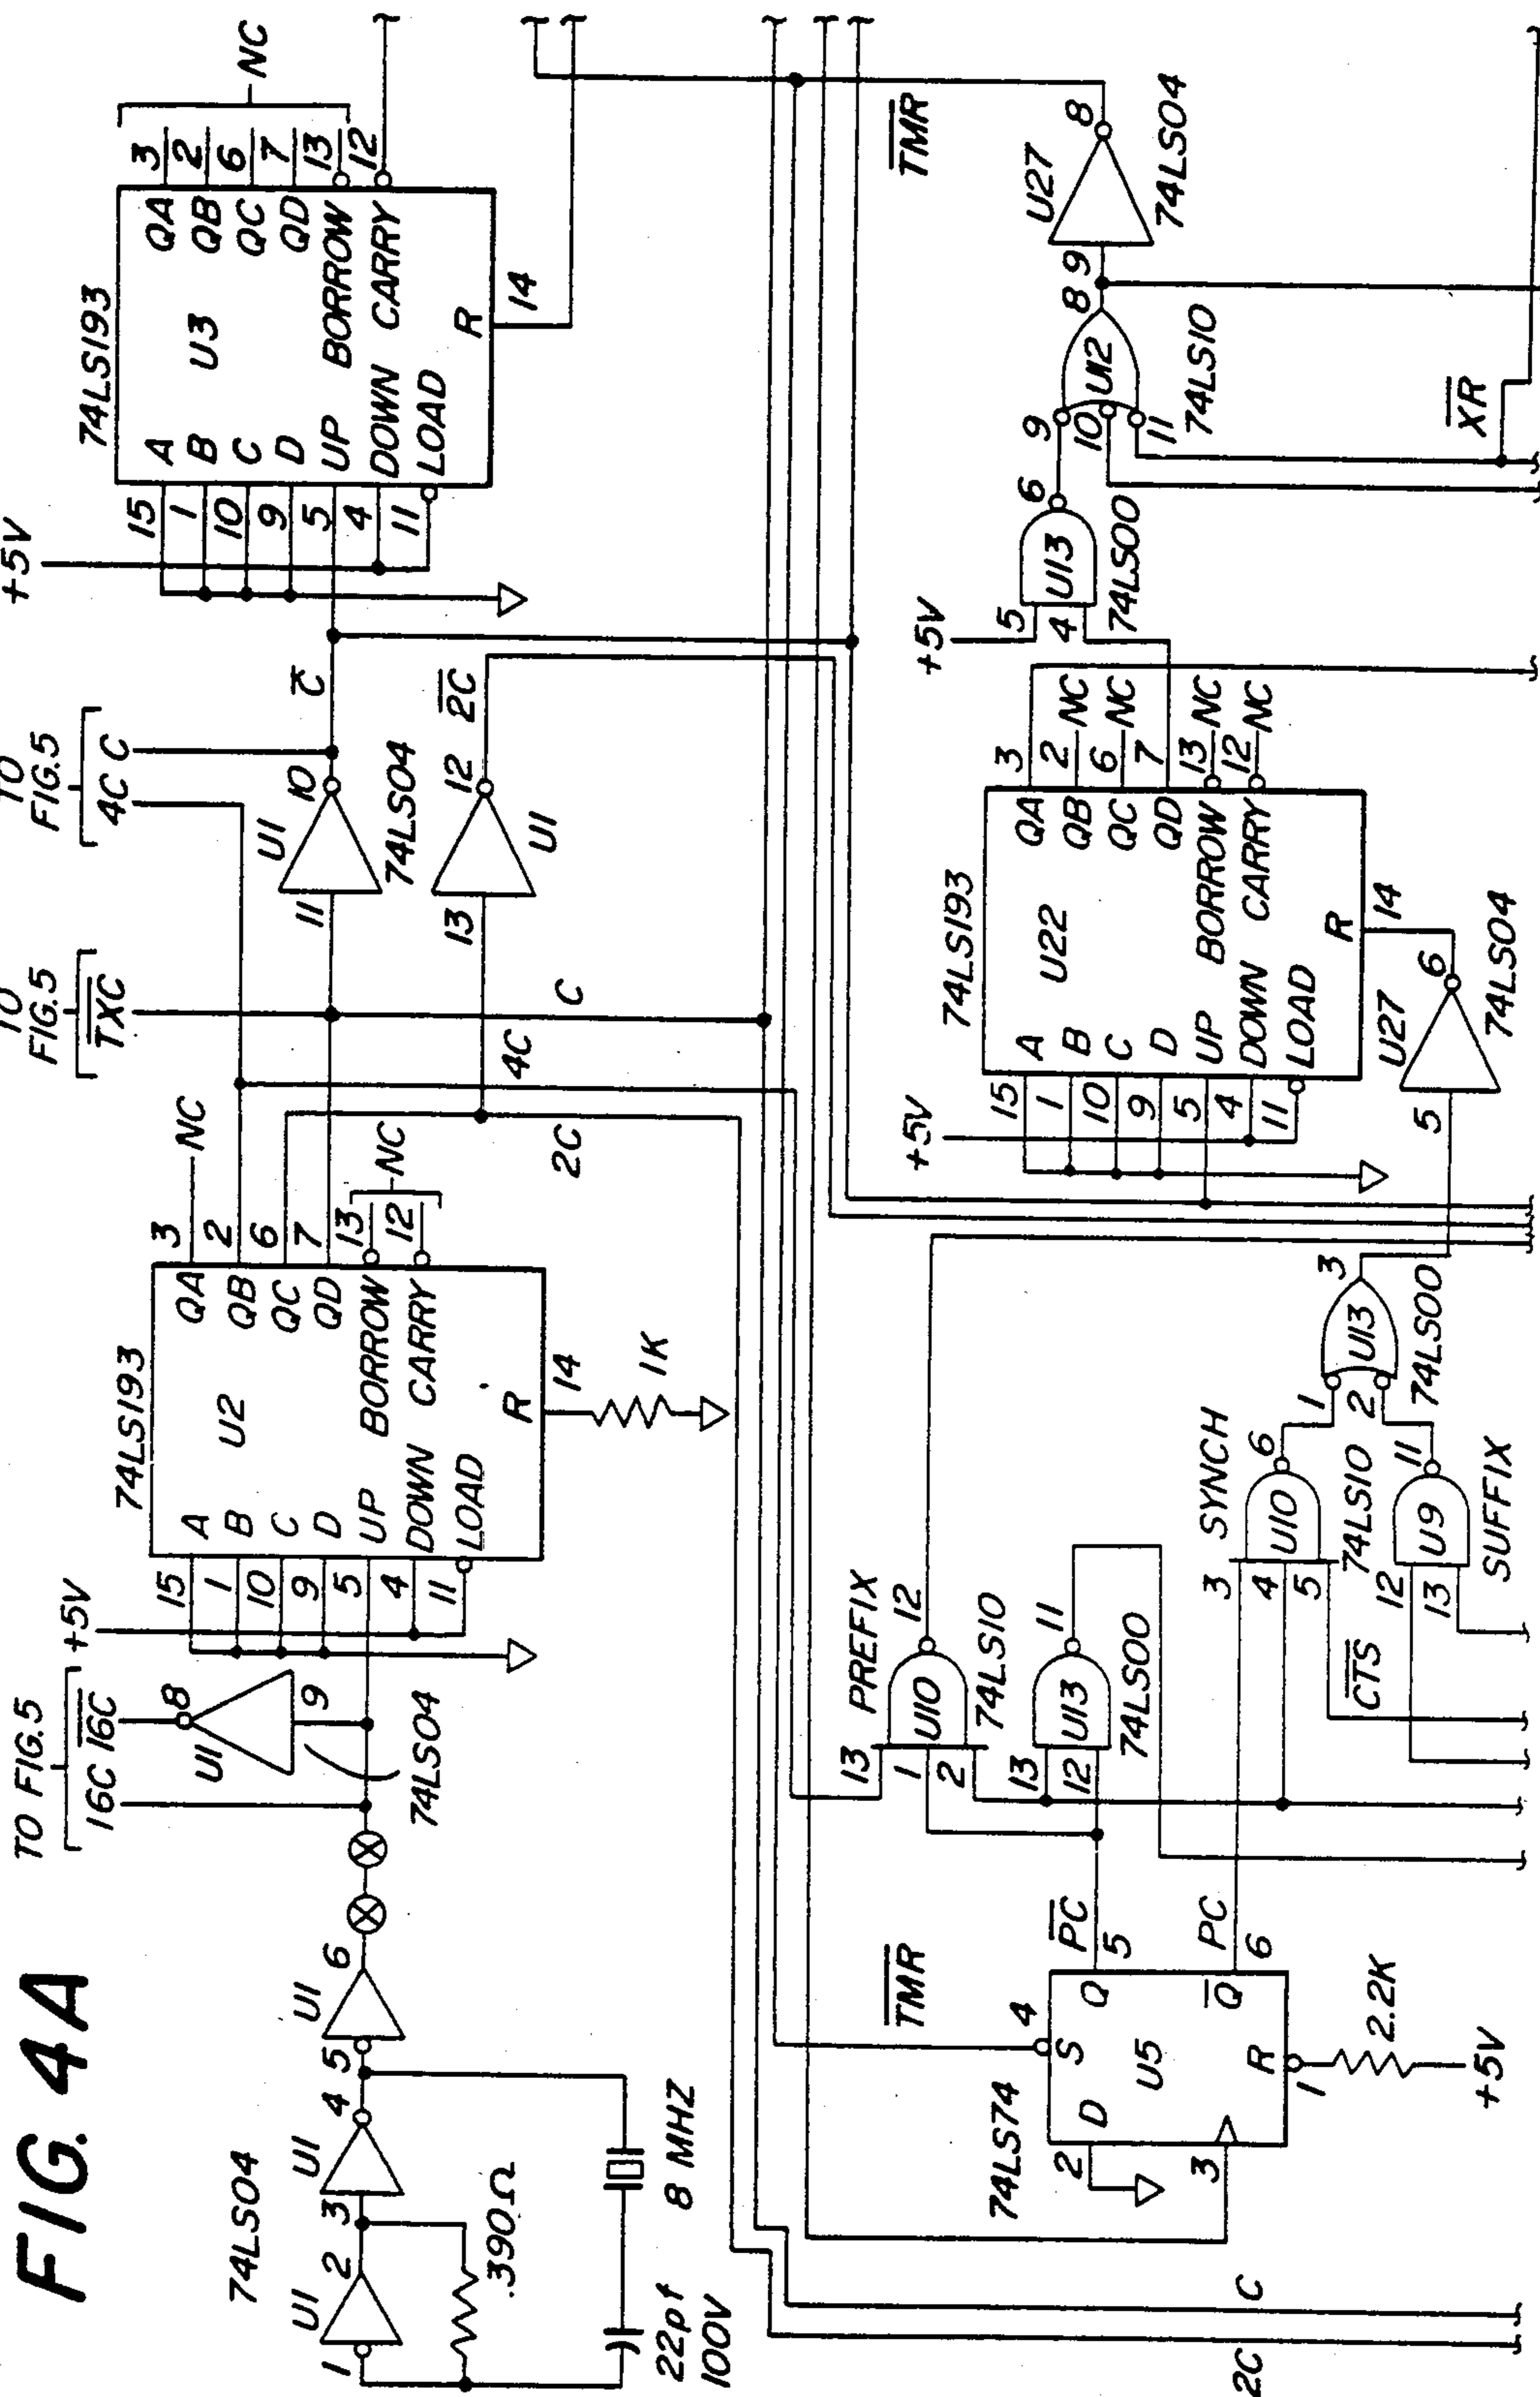 FIG. 4A
74LS04
U1
1
2
3
U1
4
5
U1
6
.390Ω
22pf
100V
8 MHZ
TO FIG.5
16C
16C
U1
8
9
74LS04
+5V
74LS193
U2
15
1
10
9
5
4
11
A
B
C
D
UP
DOWN
LOAD
QA
QB
QC
QD
BORROW
CARRY
R
3
2
6
7
13
12
14
1K
NC
NC
2C
4C
C
TO
FIG.5
TXC
TO
FIG.5
4C C
U1
11
10
74LS04
C
13
12
U1
2C
+5V
74LS193
U3
15
1
10
9
5
4
11
A
B
C
D
UP
DOWN
LOAD
QA
QB
QC
QD
BORROW
CARRY
R
3
2
6
7
13
12
14
NC
TMR
74LS74
U5
2
3
D
S
4
Q
Q
R
1
2.2K
+5V
PC
5
PC
6
PREFIX
13
1
2
U10
12
74LS10
13
12
U13
11
74LS00
SYNCH
3
4
5
U10
6
74LS10
CTS
12
13
U9
11
SUFFIX
1
2
U13
3
74LS00
5
U27
6
74LS04
+5V
74LS193
U22
15
1
10
9
5
4
11
A
B
C
D
UP
DOWN
LOAD
QA
QB
QC
QD
BORROW
CARRY
R
3
2
6
7
13
12
14
NC
NC
NC
NC
+5V
5
4
U13
6
74LS00
9
10
11
U12
8
74LS10
XR
9
U27
8
74LS04
TMR
2C
C